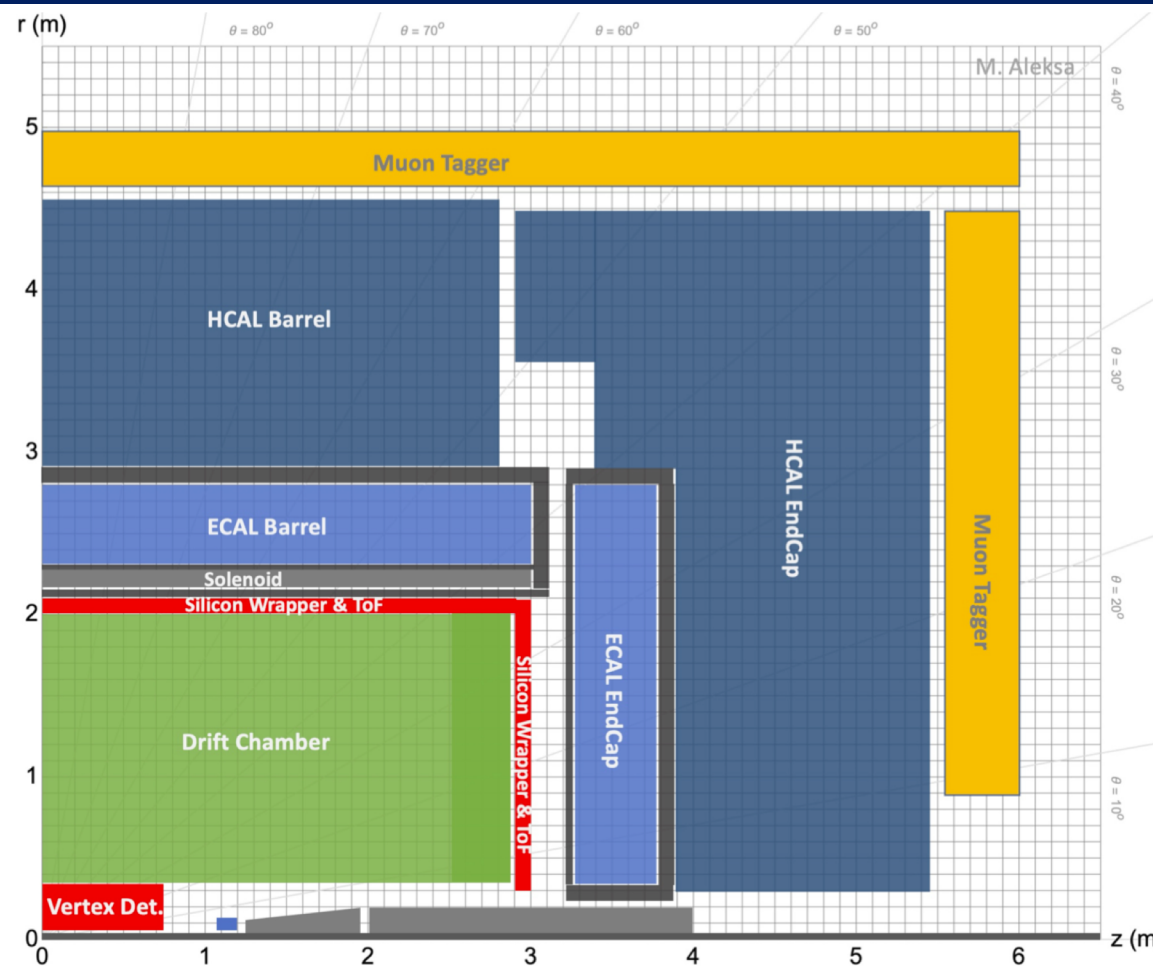 r (m)
θ = 80°
θ = 70°
θ = 60°
θ = 50°
M. Aleksa
θ = 40°
5
Muon Tagger
4
HCAL Barrel
θ = 30°
3
HCAL EndCap
ECAL Barrel
Muon Tagger
Solenoid
Silicon Wrapper & ToF
2
θ = 20°
ECAL EndCap
Silicon Wrapper & ToF
Drift Chamber
1
θ = 10°
Vertex Det.
0
z (m
0 1 2 3 4 5 6